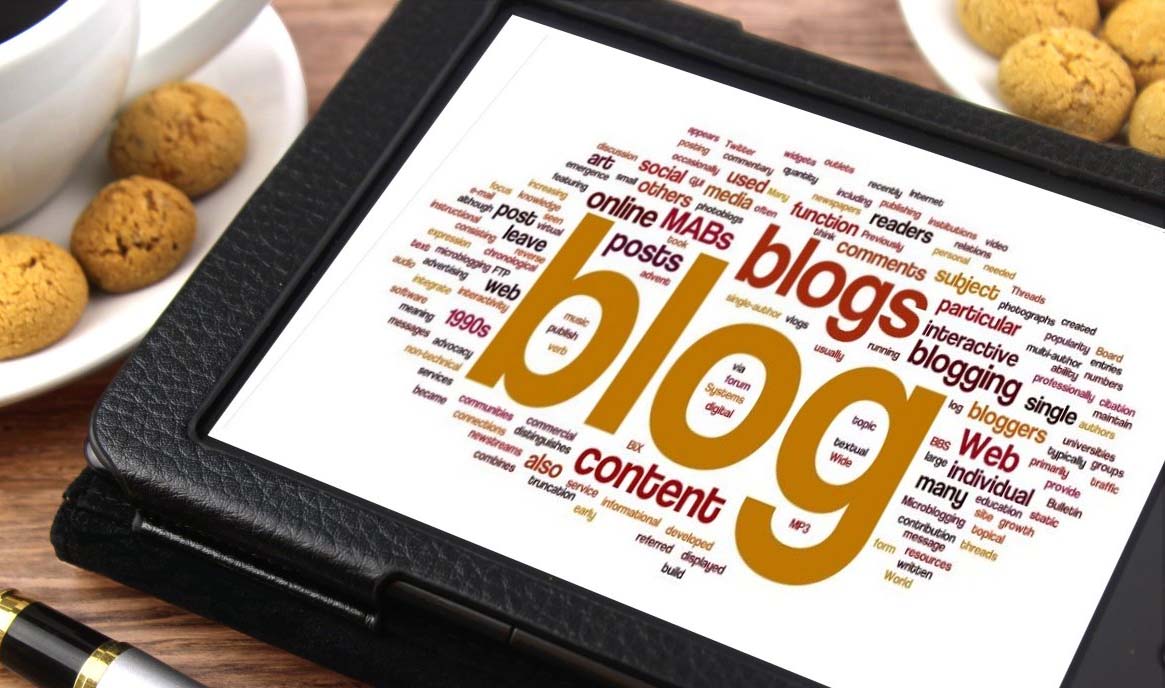 appears Twitter widgets outlets
posting commentary quantity
discussion occasionally
recently Internet
art social qf used Many including publishing institutions video
emergence small others media often newspapers
featuring photoblogs function readers relations
increasing online MABs Previously personal needed
focus knowledge think comments subject Threads
e-mail seen book photographs created
although post virtual posts blogs particular popularity Board
instructional leave advent interactive multi-author entries
consisting reverse single-author vlogs ability numbers
expression chronological usually running blogging professionally citation
text microblogging FTP single maintain
audio advertising web blog log bloggers authors
integrate interactivity music universities
software publish via BBS Web typically groups
meaning 1990s verb forum large primarily traffic
messages Systems topic individual provide
advocacy digital textual many Bulletin
non-technical Wide education static
services Microblogging site growth
became contribution topical
communities commercial BiX message threads
connections distinguishes content form resources
newstreams also MP3 written
combines service informational developed World
truncation early referred displayed
build